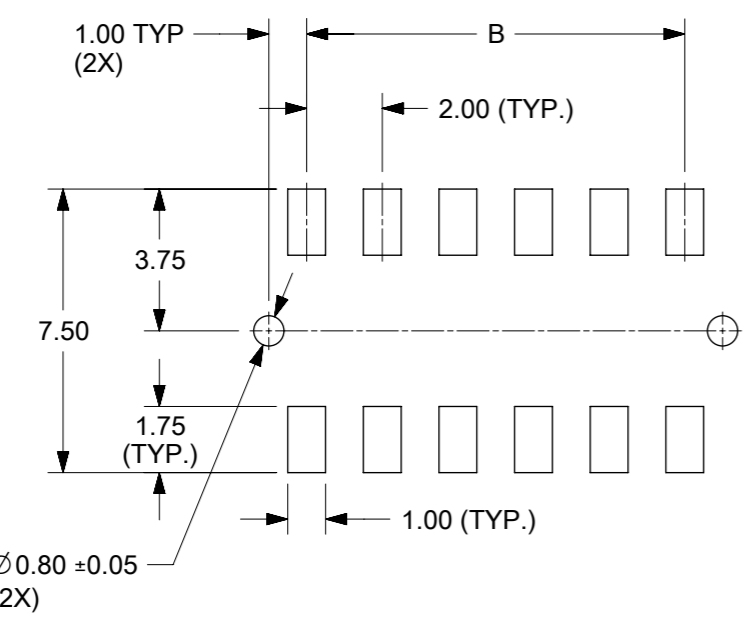 1.00 TYP
(2X)
B
2.00 (TYP.)
3.75
7.50
1.75
(TYP.)
1.00 (TYP.)
∅0.80 ±0.05
2X)